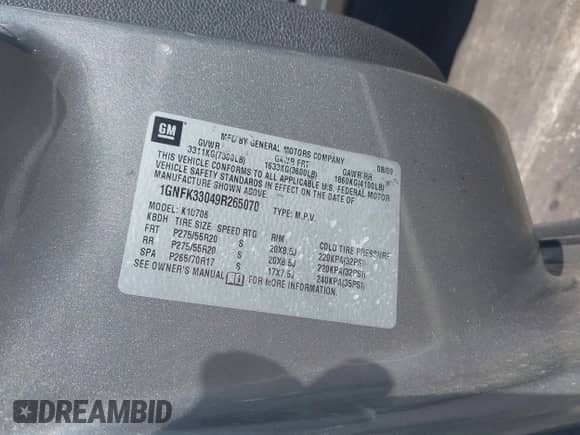 GM
MFD BY GENERAL MOTORS COMPANY 08/09
GVWR GAWR FRT GAWR RR
3311KG(7300LB) 1633KG(3600LB) 1860KG(4100LB)
THIS VEHICLE CONFORMS TO ALL APPLICABLE U.S. FEDERAL MOTOR
VEHICLE SAFETY STANDARDS IN EFFECT ON THE DATE OF
MANUFACTURE SHOWN ABOVE.
1GNFK33049R265070 TYPE: M.P.V.
MODEL: K10706
KBDH TIRE SIZE SPEED RTG RIM COLD TIRE PRESSURE
FRT P275/55R20 S 20X8.5J 220KPA(32PSI)
RR P275/55R20 S 20X8.5J 220KPA(32PSI)
SPA P265/70R17 S 17X7.5J 240KPA(35PSI)
SEE OWNER'S MANUAL FOR MORE INFORMATION.
DREAMBID